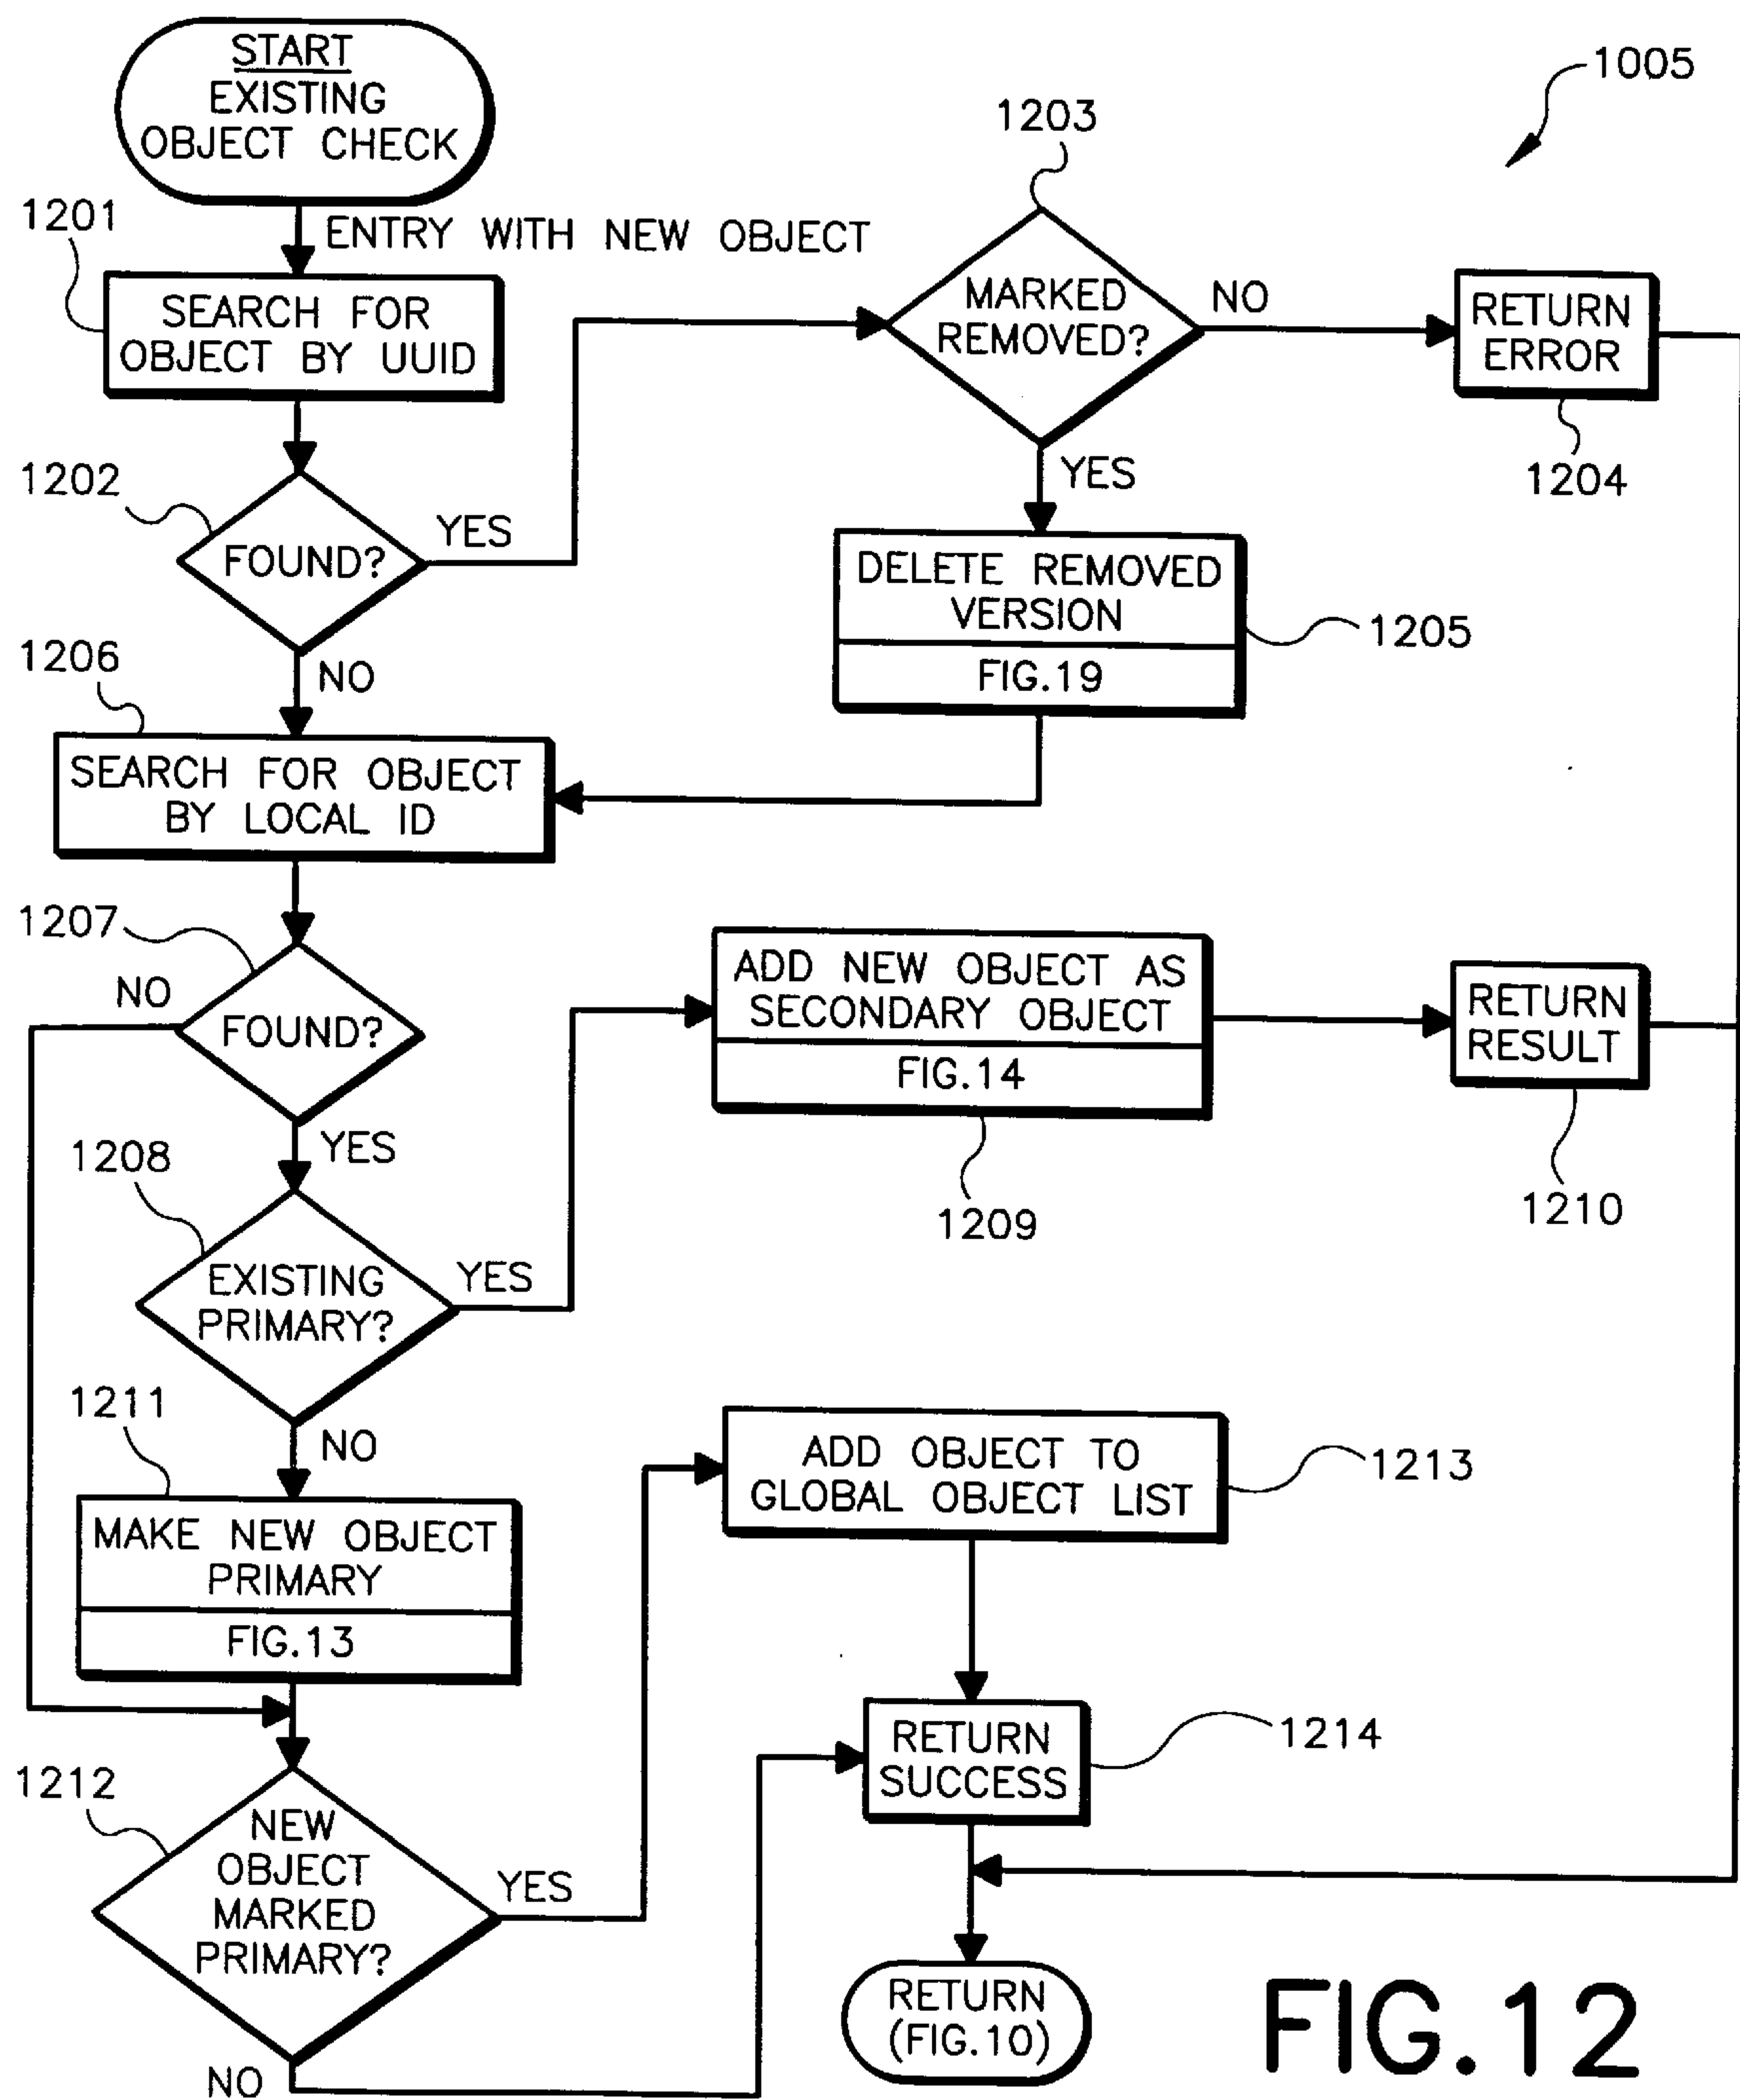 START
EXISTING
OBJECT CHECK
1005
1203
1201
ENTRY WITH NEW OBJECT
SEARCH FOR
OBJECT BY UUID
MARKED
REMOVED?
NO
RETURN
ERROR
1204
1202
FOUND?
YES
YES
DELETE REMOVED
VERSION
FIG.19
1205
1206
NO
SEARCH FOR OBJECT
BY LOCAL ID
1207
NO
FOUND?
YES
ADD NEW OBJECT AS
SECONDARY OBJECT
FIG.14
1209
RETURN
RESULT
1210
1208
EXISTING
PRIMARY?
YES
NO
1211
MAKE NEW OBJECT
PRIMARY
FIG.13
ADD OBJECT TO
GLOBAL OBJECT LIST
1213
RETURN
SUCCESS
1214
1212
NEW
OBJECT
MARKED
PRIMARY?
YES
NO
RETURN
(FIG.10)
FIG.12